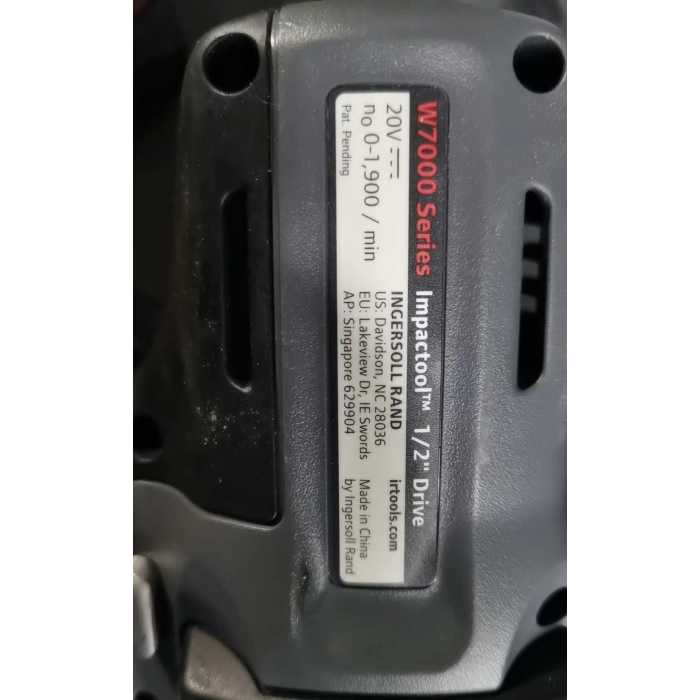 W7000 Series Impactool™ 1/2" Drive
20V ⎓
n₀ 0-1,900 / min
Pat. Pending
INGERSOLL RAND
US: Davidson, NC 28036
EU: Lakeview Dr, IE Swords
AP: Singapore 629904
irtools.com
Made in China
by Ingersoll Rand